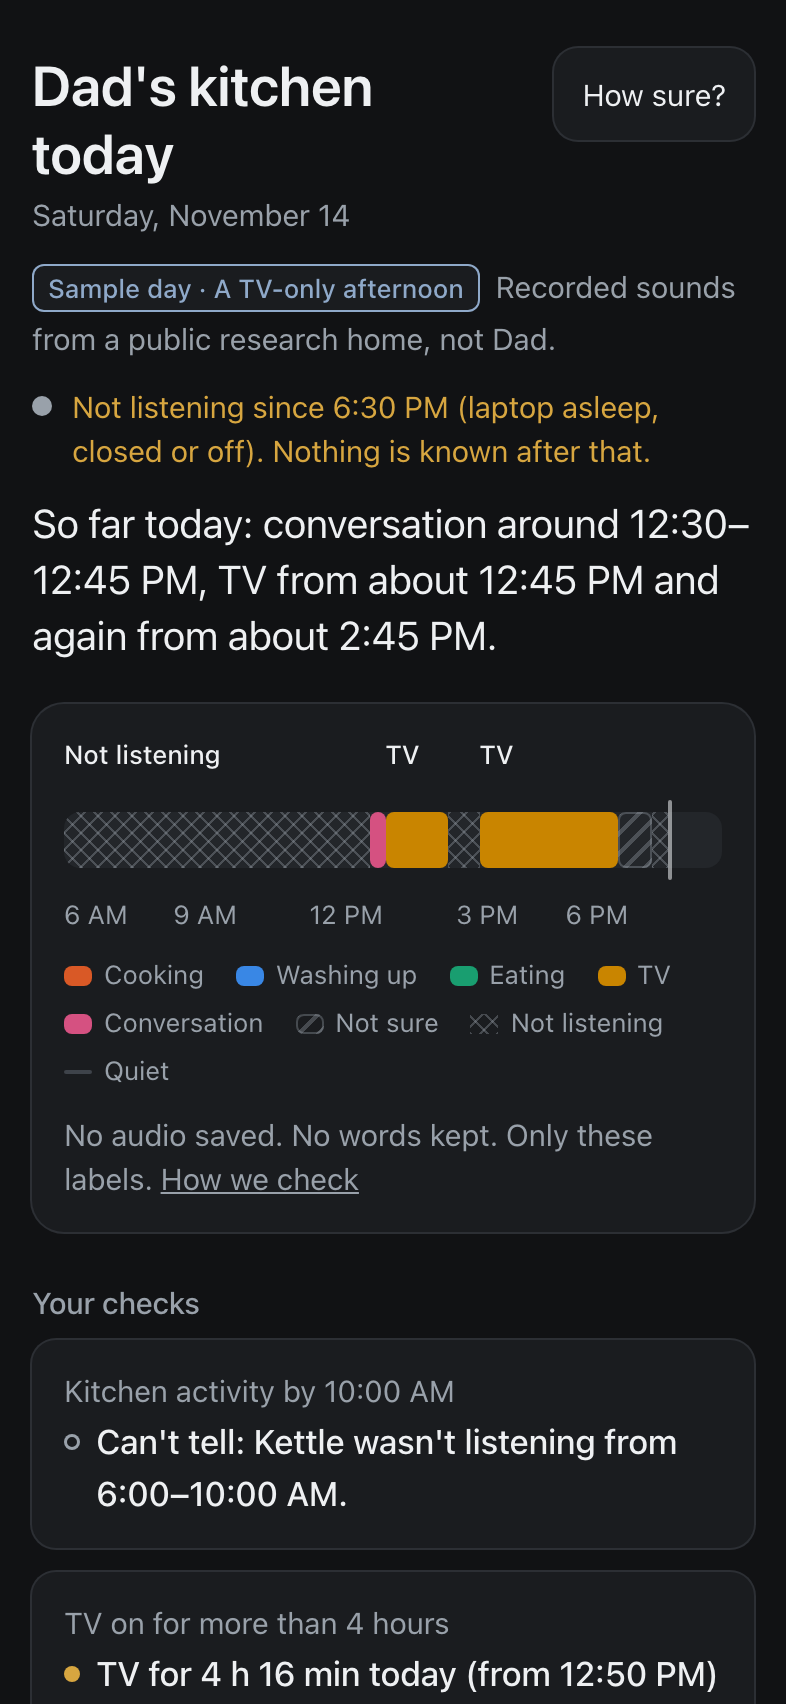 Dad's kitchen
today
How sure?
Saturday, November 14
Sample day · A TV-only afternoon Recorded sounds
from a public research home, not Dad.
Not listening since 6:30 PM (laptop asleep,
closed or off). Nothing is known after that.
So far today: conversation around 12:30–
12:45 PM, TV from about 12:45 PM and
again from about 2:45 PM.
Not listening TV TV
6 AM 9 AM 12 PM 3 PM 6 PM
Cooking Washing up Eating TV
Conversation Not sure Not listening
Quiet
No audio saved. No words kept. Only these
labels. How we check
Your checks
Kitchen activity by 10:00 AM
Can't tell: Kettle wasn't listening from
6:00–10:00 AM.
TV on for more than 4 hours
TV for 4 h 16 min today (from 12:50 PM)